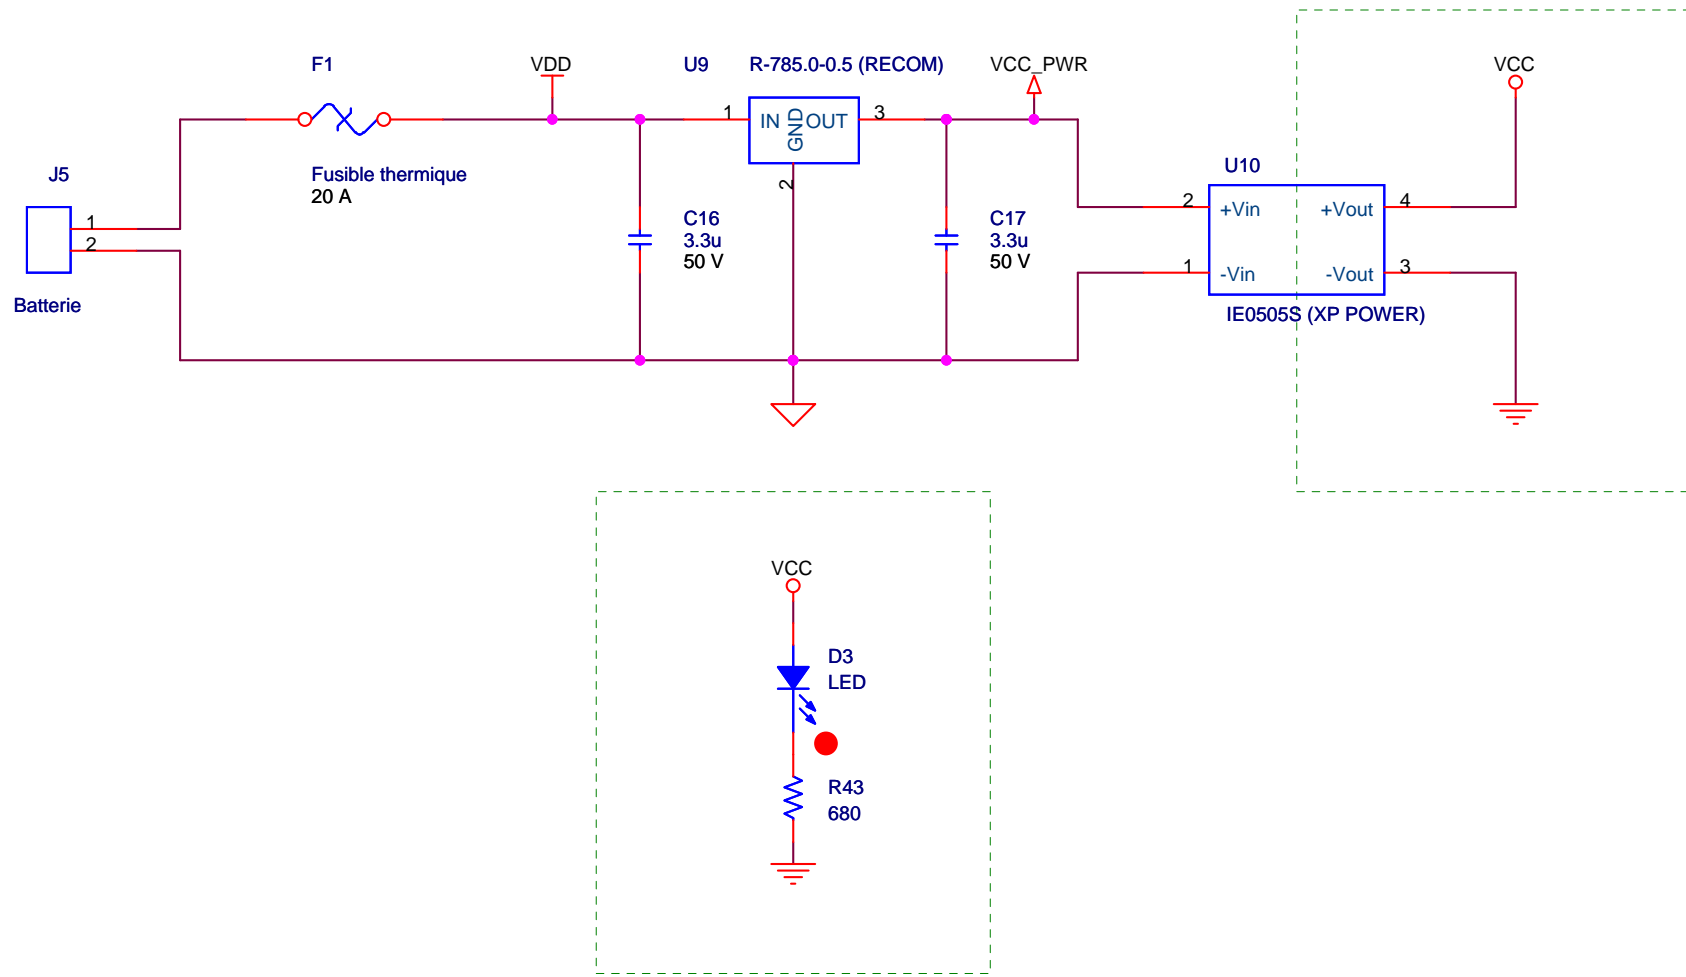 F1
VDD
U9
R-785.0-0.5 (RECOM)
VCC_PWR
VCC
1
IN
GND
OUT
3
2
J5
Fusible thermique
20 A
U10
1
2
C16
3.3u
50 V
C17
3.3u
50 V
2
+Vin
+Vout
4
1
-Vin
-Vout
3
Batterie
IE0505S (XP POWER)
VCC
D3
LED
R43
680